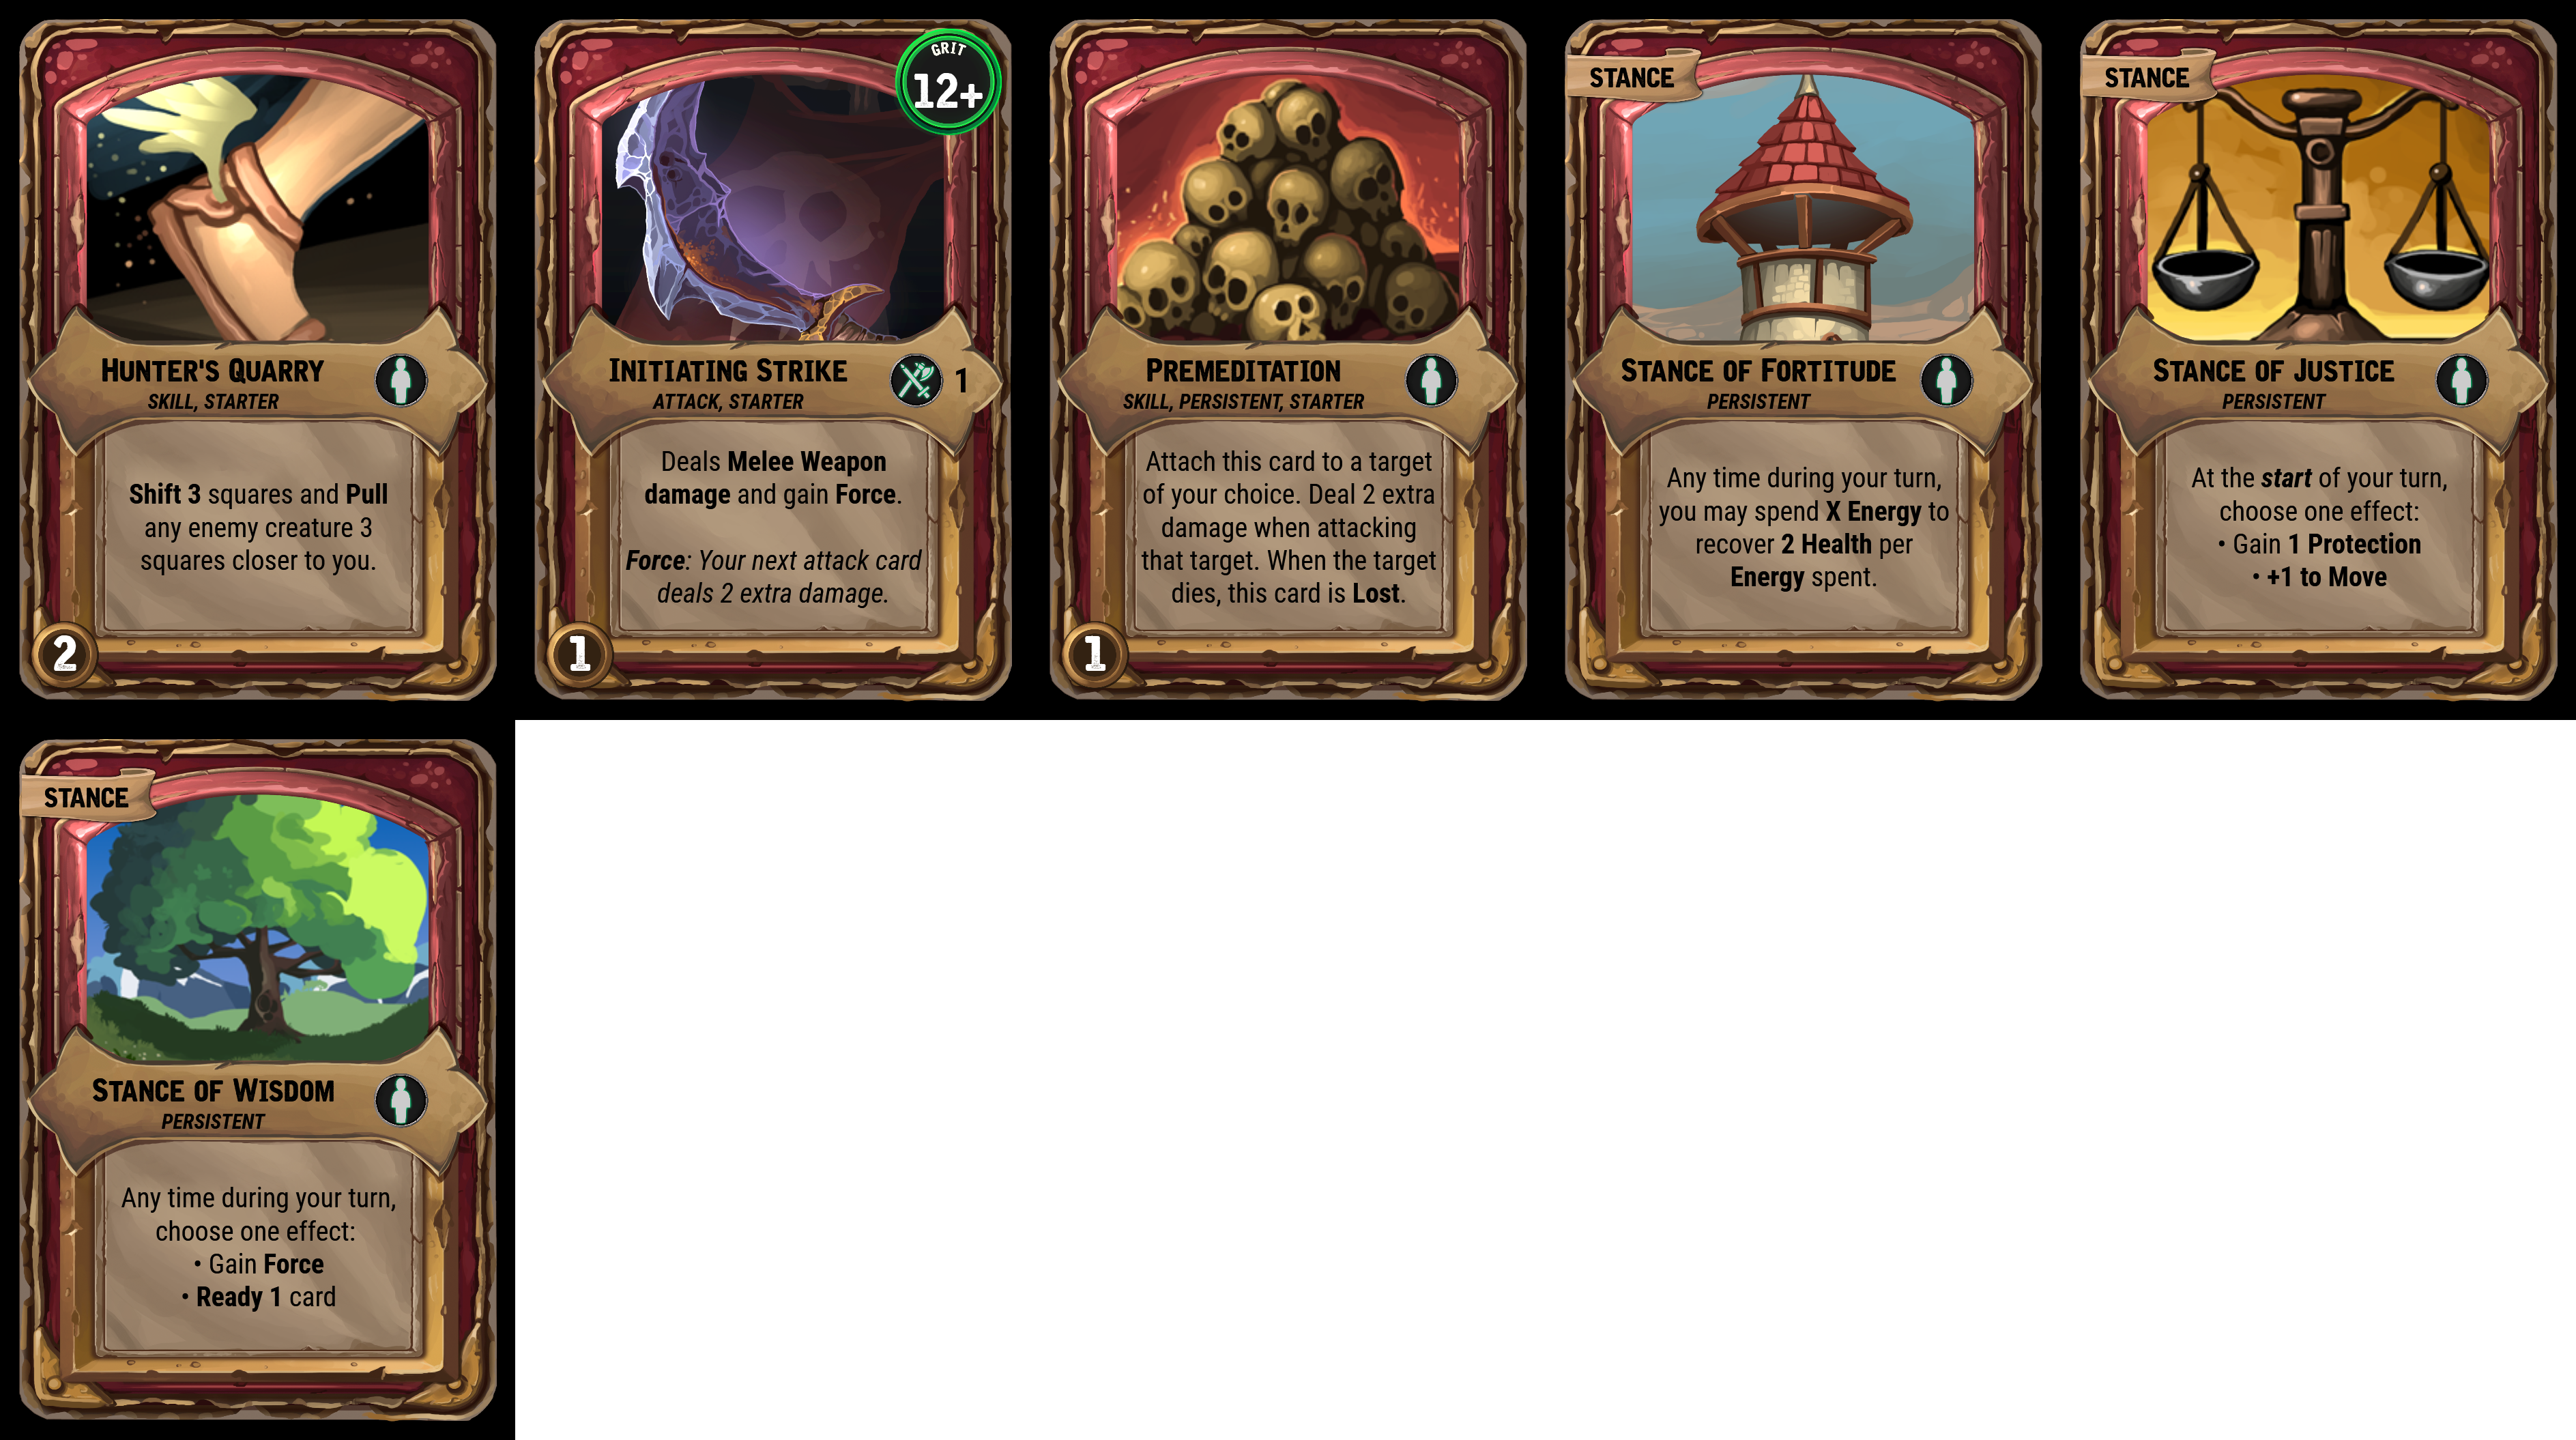 HUNTER'S QUARRY
SKILL, STARTER
Shift 3 squares and Pull
any enemy creature 3
squares closer to you.
2
GRIT
12+
INITIATING STRIKE
1
ATTACK, STARTER
Deals Melee Weapon
damage and gain Force.
Force: Your next attack card
deals 2 extra damage.
1
PREMEDITATION
SKILL, PERSISTENT, STARTER
Attach this card to a target
of your choice. Deal 2 extra
damage when attacking
that target. When the target
dies, this card is Lost.
1
STANCE
STANCE OF FORTITUDE
PERSISTENT
Any time during your turn,
you may spend X Energy to
recover 2 Health per
Energy spent.
STANCE
STANCE OF JUSTICE
PERSISTENT
At the start of your turn,
choose one effect:
• Gain 1 Protection
• +1 to Move
STANCE
STANCE OF WISDOM
PERSISTENT
Any time during your turn,
choose one effect:
• Gain Force
• Ready 1 card